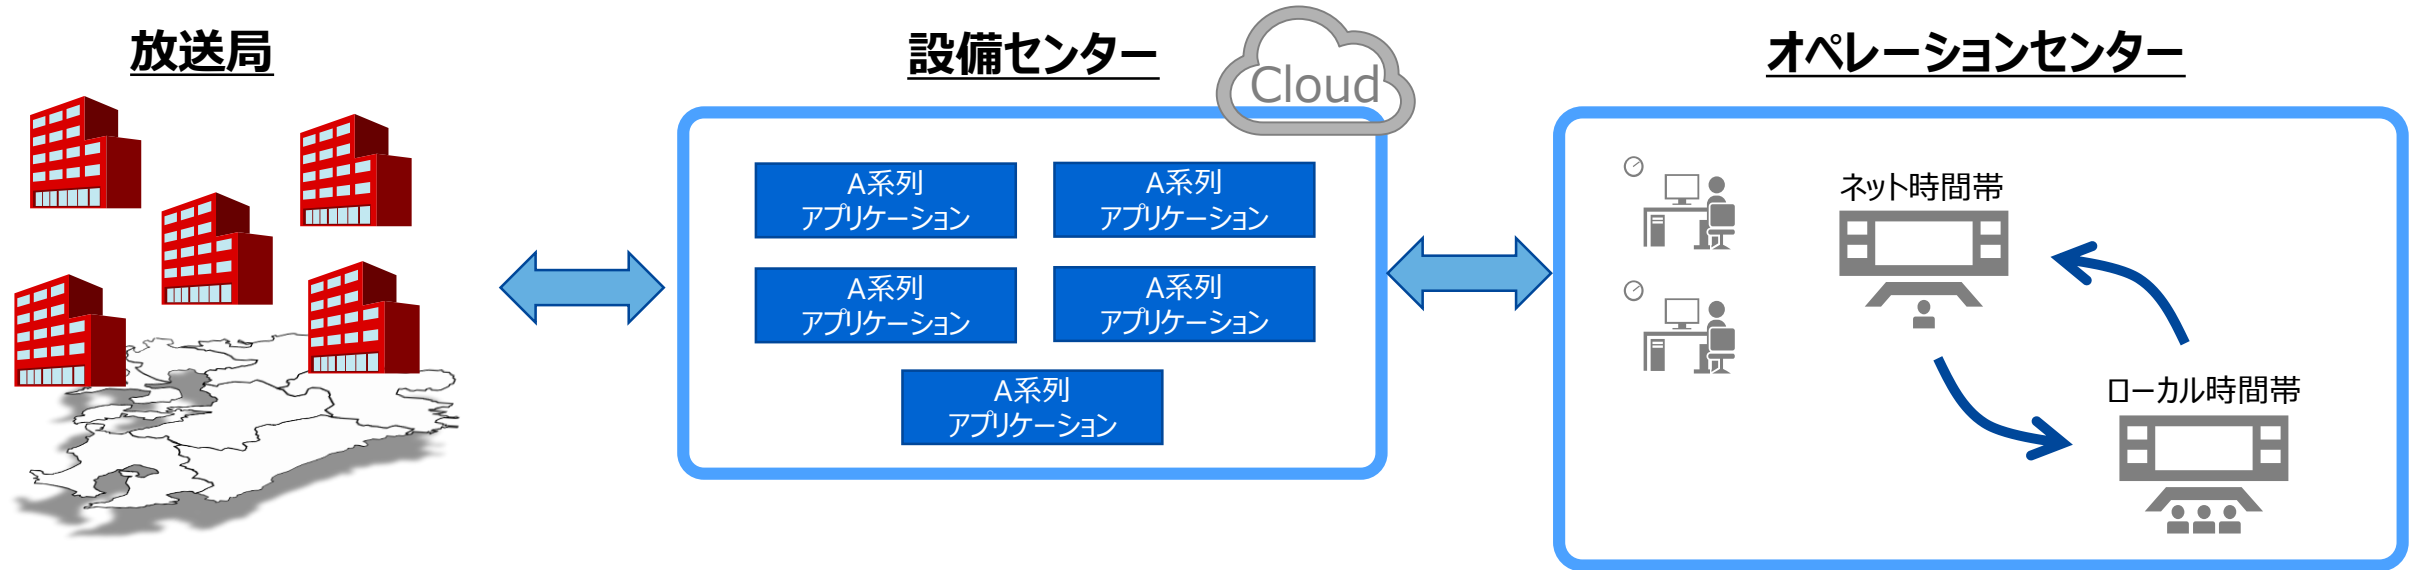 放送局
設備センター
Cloud
オペレーションセンター
A系列
アプリケーション
A系列
アプリケーション
A系列
アプリケーション
A系列
アプリケーション
A系列
アプリケーション
ネット時間帯
ローカル時間帯